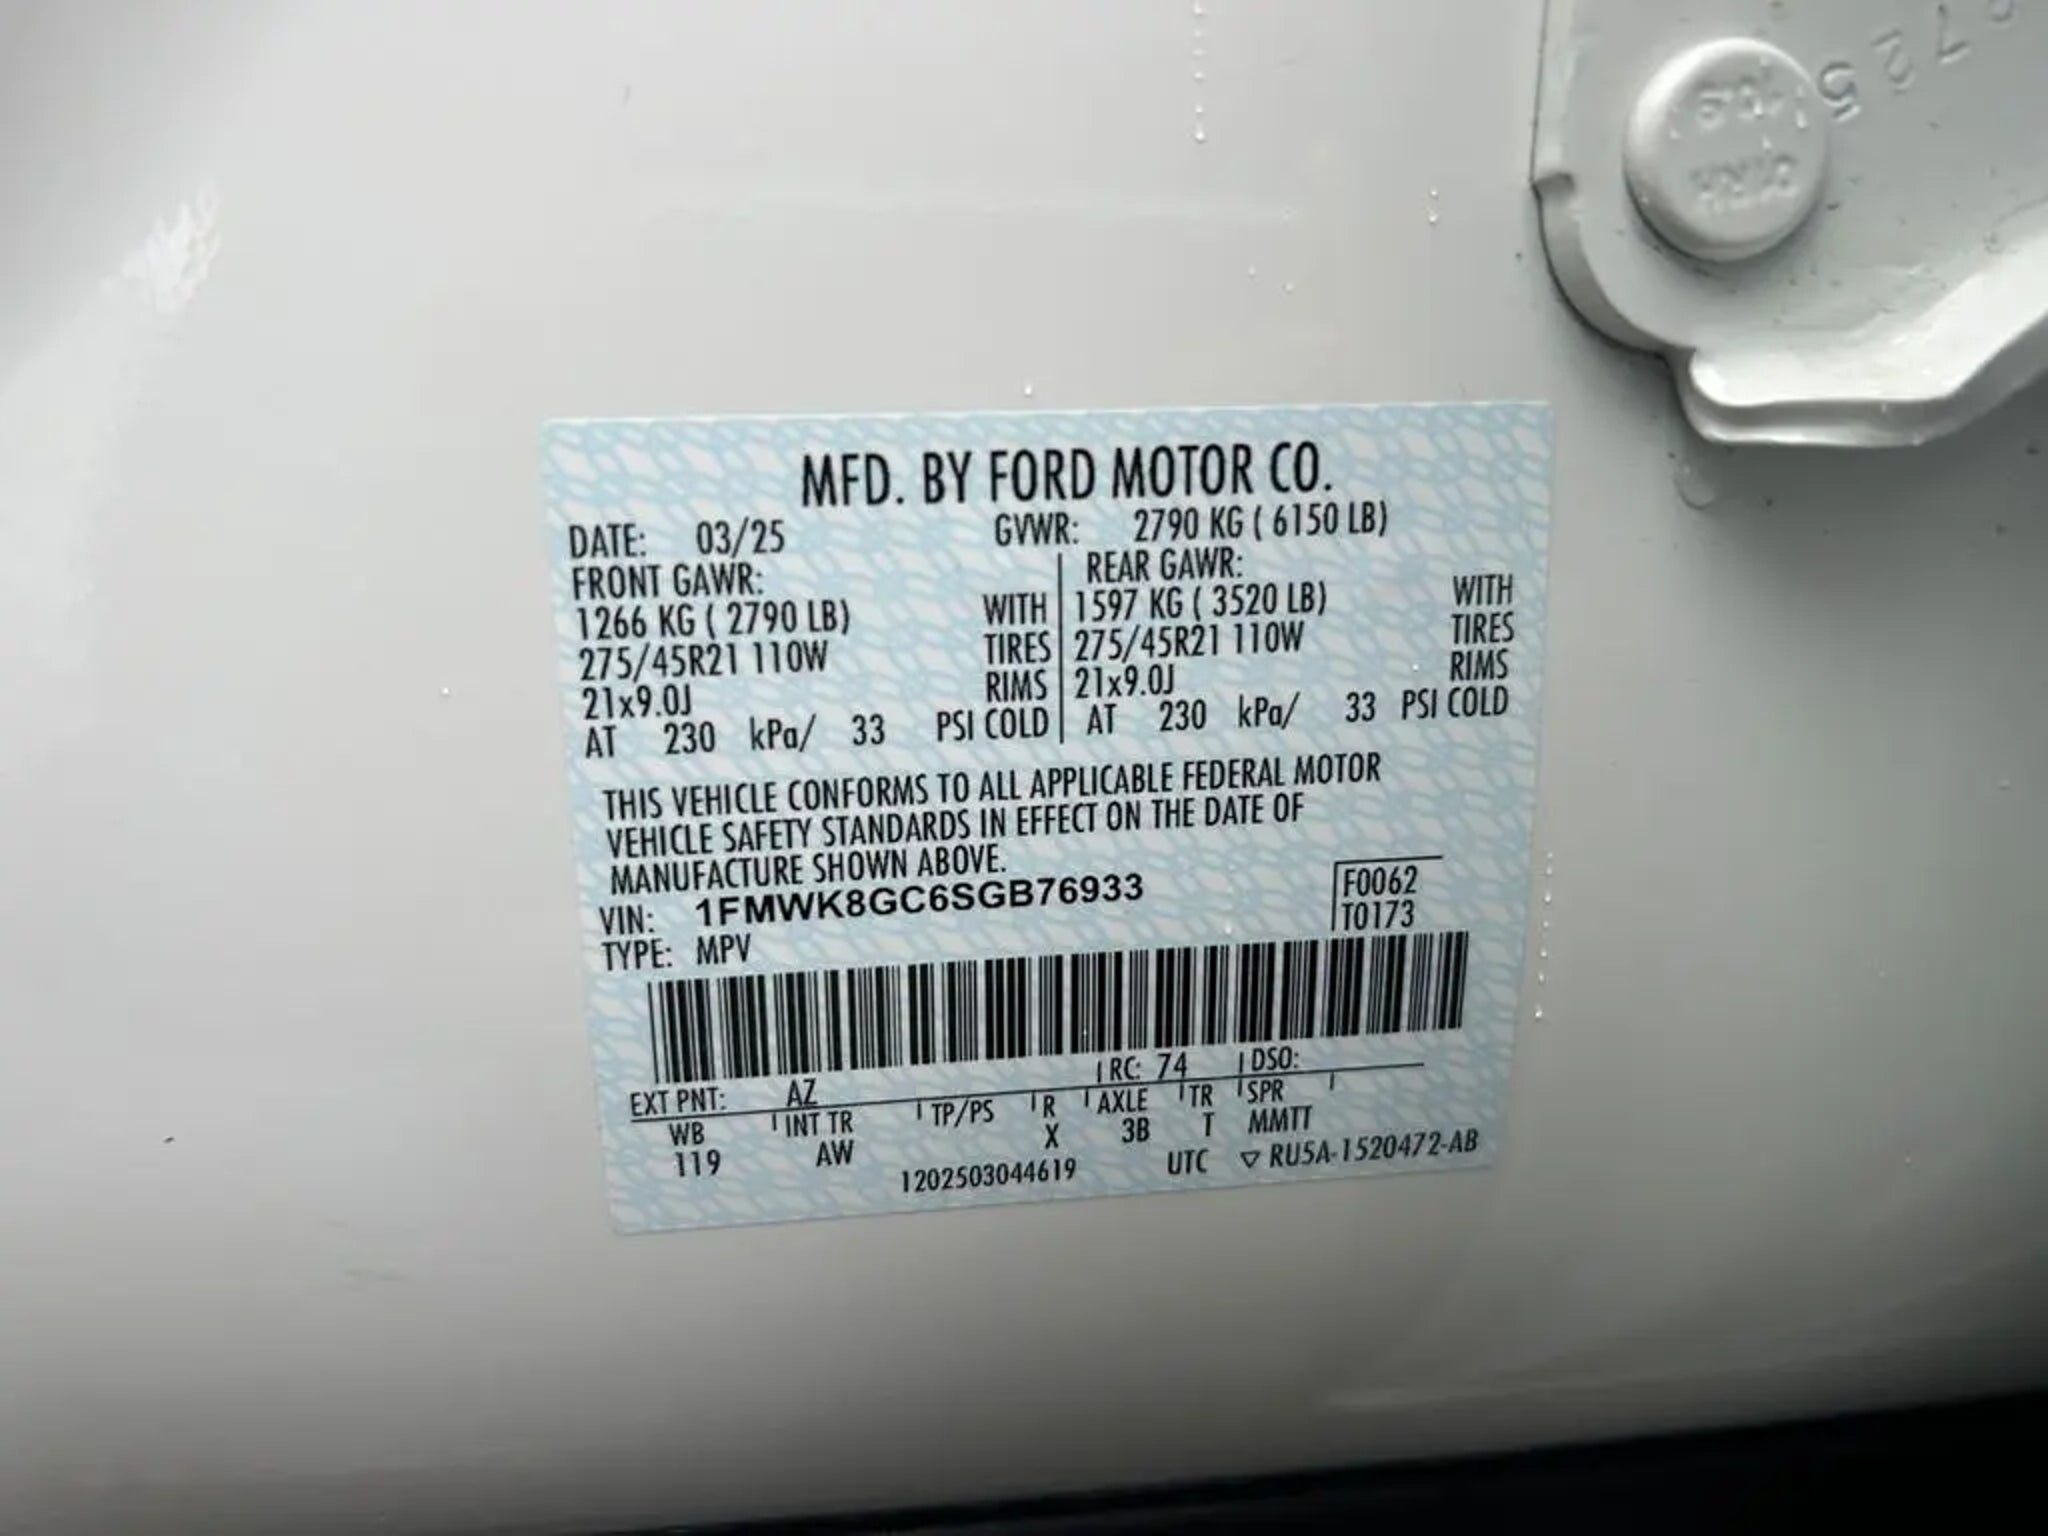 725
10.9
MFD. BY FORD MOTOR CO.
DATE: 03/25 GVWR: 2790 KG ( 6150 LB)
FRONT GAWR: REAR GAWR:
1266 KG ( 2790 LB) WITH 1597 KG ( 3520 LB) WITH
275/45R21 110W TIRES 275/45R21 110W TIRES
21x9.0J RIMS 21x9.0J RIMS
AT 230 kPa/ 33 PSI COLD AT 230 kPa/ 33 PSI COLD
THIS VEHICLE CONFORMS TO ALL APPLICABLE FEDERAL MOTOR
VEHICLE SAFETY STANDARDS IN EFFECT ON THE DATE OF
MANUFACTURE SHOWN ABOVE.
VIN: 1FMWK8GC6SGB76933 F0062
TYPE: MPV T0173
EXT PNT: AZ RC: 74 DSO:
WB INT TR TP/PS R AXLE TR SPR
119 AW X 3B T MMTT
1202503044619 UTC ▽ RU5A-1520472-AB